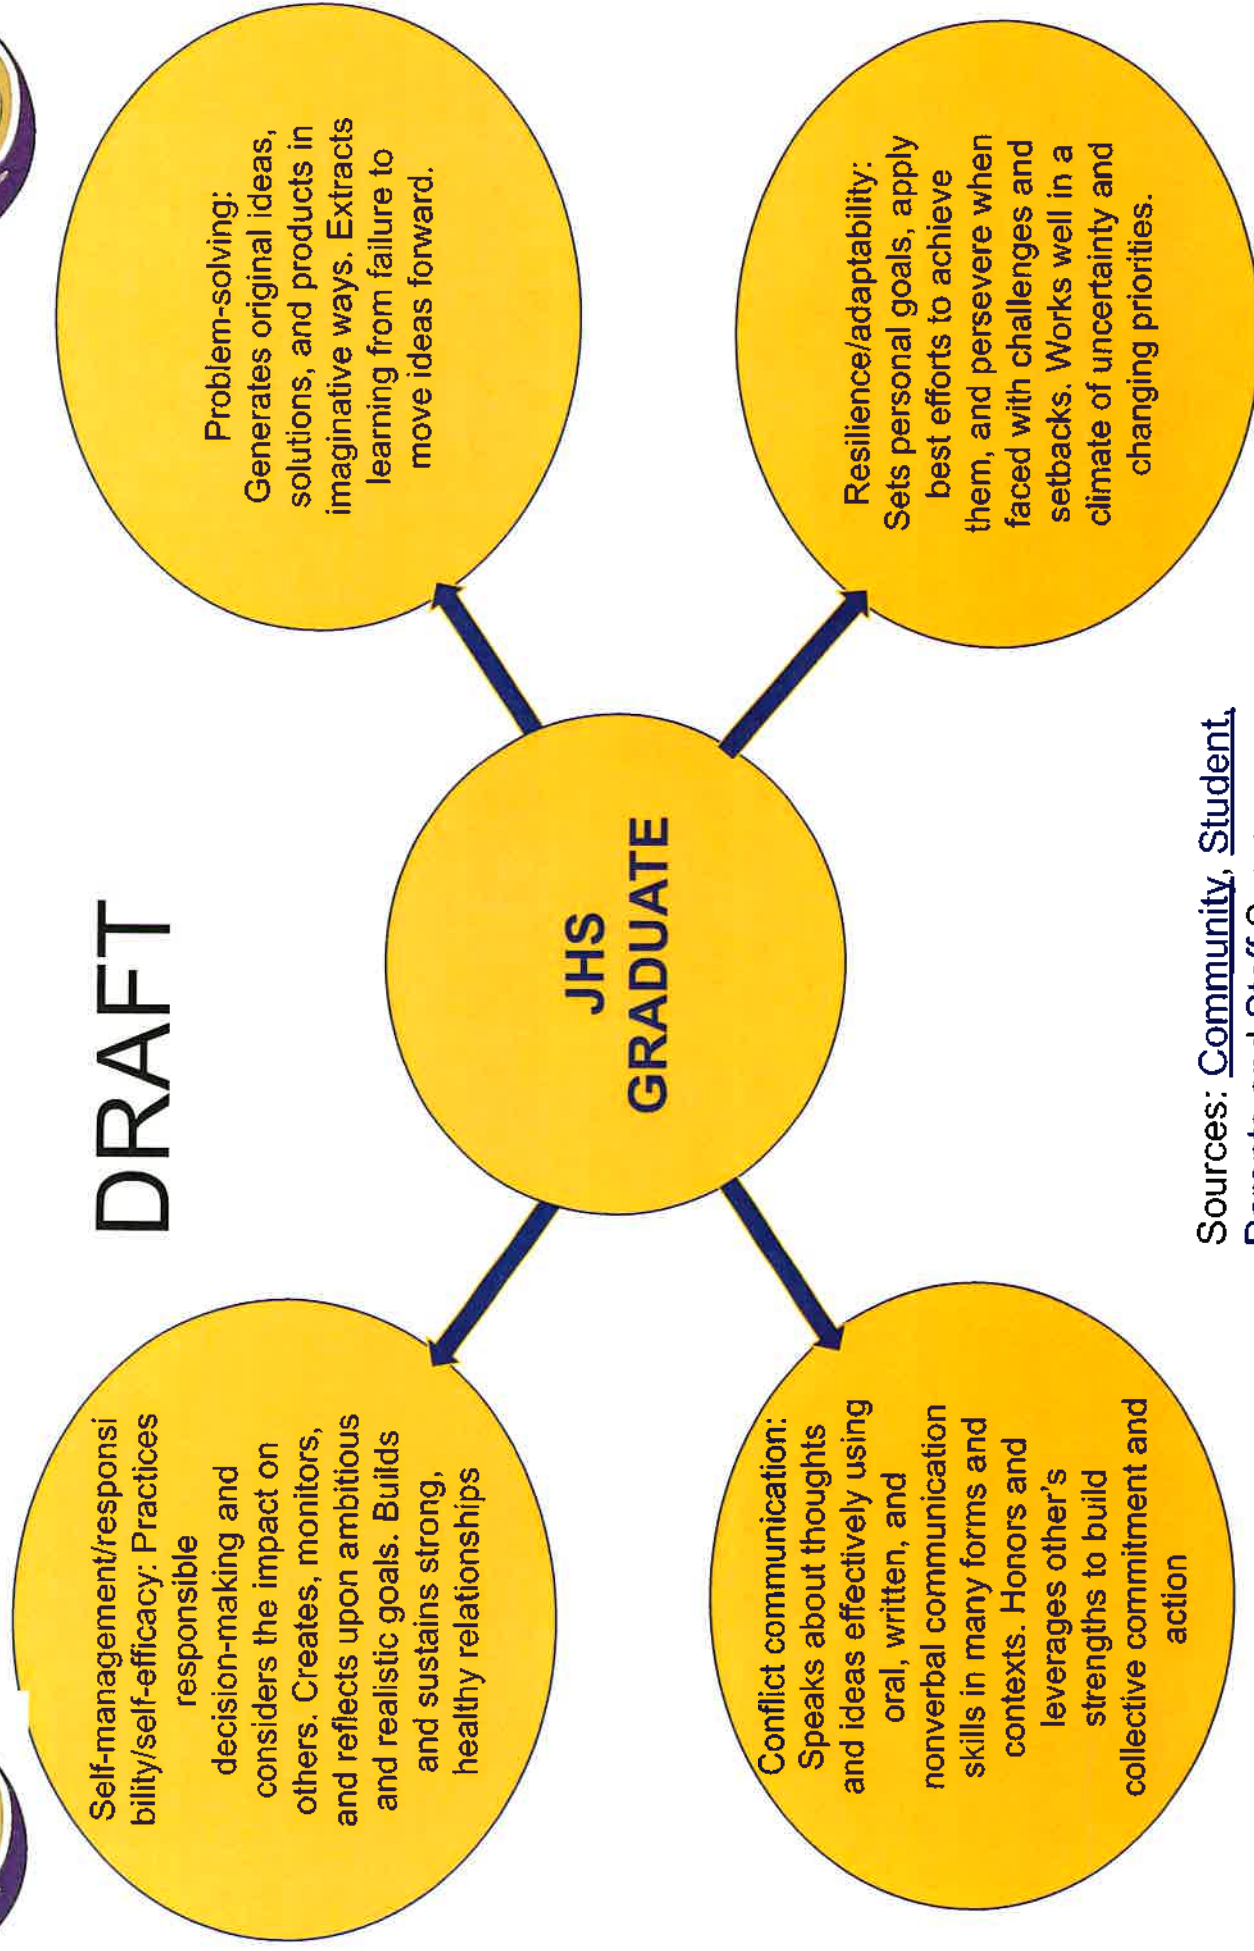 DRAFT
Self-management/responsi
bility/self-efficacy: Practices
responsible
decision-making and
considers the impact on
others. Creates, monitors,
and reflects upon ambitious
and realistic goals. Builds
and sustains strong,
healthy relationships
Problem-solving:
Generates original ideas,
solutions, and products in
imaginative ways. Extracts
learning from failure to
move ideas forward.
JHS
GRADUATE
Conflict communication:
Speaks about thoughts
and ideas effectively using
oral, written, and
nonverbal communication
skills in many forms and
contexts. Honors and
leverages other's
strengths to build
collective commitment and
action
Resilience/adaptability:
Sets personal goals, apply
best efforts to achieve
them, and persevere when
faced with challenges and
setbacks. Works well in a
climate of uncertainty and
changing priorities.
Sources: Community, Student,
Parents and Staff